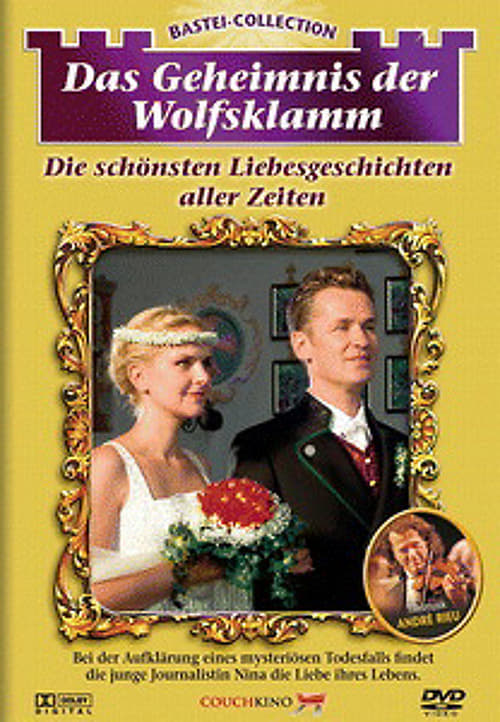 BASTEI-COLLECTION
Das Geheimnis der
Wolfsklamm
Die schönsten Liebesgeschichten
aller Zeiten
ANDRÉ RIEU
Bei der Aufklärung eines mysteriösen Todesfalls findet
die junge Journalistin Nina die Liebe ihres Lebens.
DOLBY
DIGITAL
COUCHKINO
DVD
VIDEO